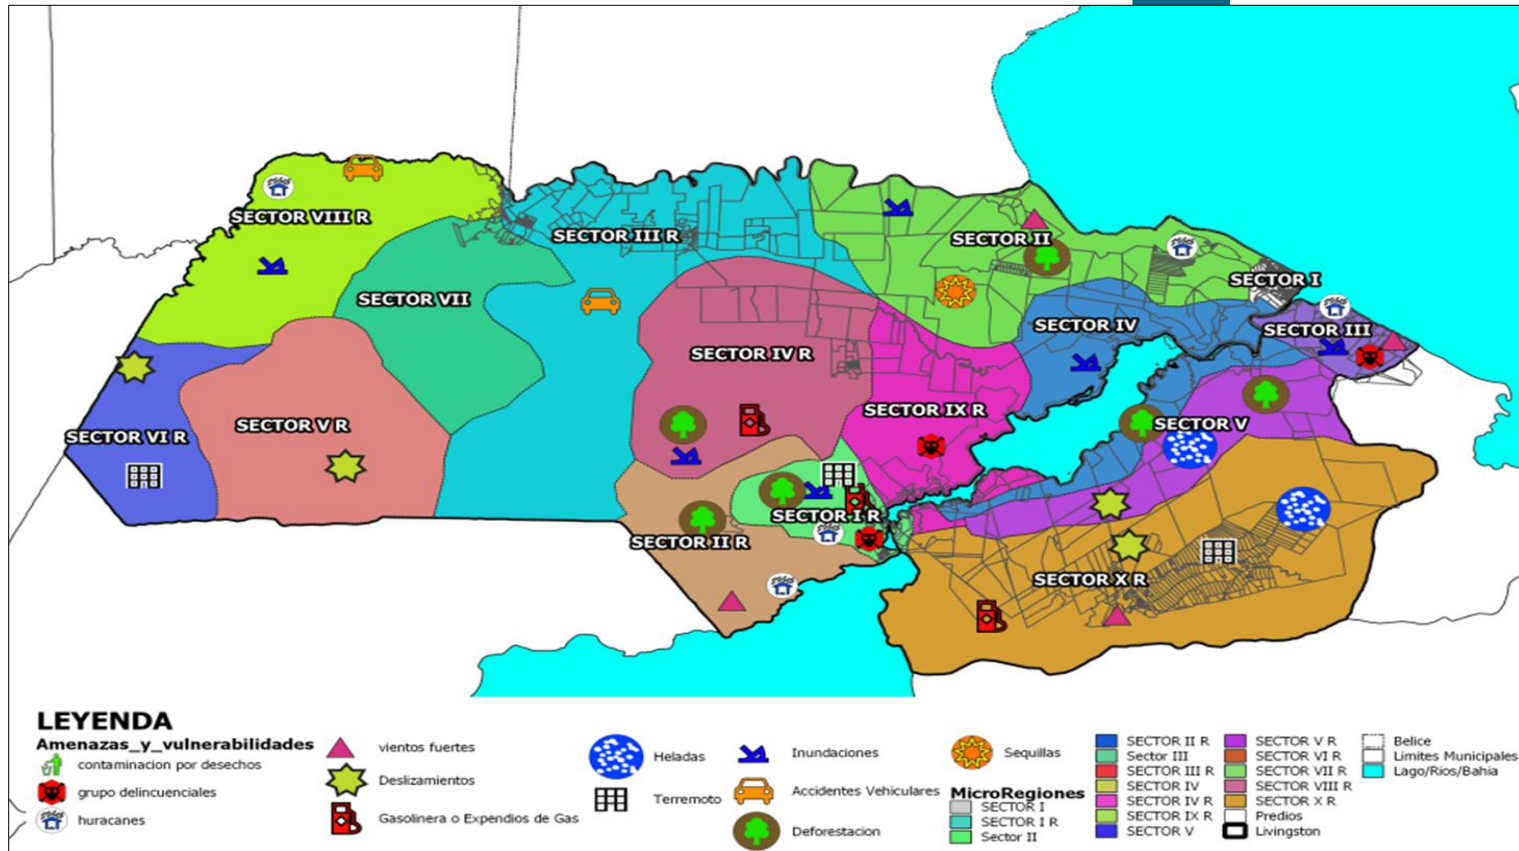 SECTOR VIII R
SECTOR III R
SECTOR II
SECTOR I
SECTOR VII
SECTOR IV
SECTOR III
SECTOR IV R
SECTOR IX R
SECTOR V R
SECTOR V
SECTOR VI R
SECTOR I R
SECTOR II R
SECTOR X R
LEYENDA
Amenazas_y_vulnerabilidades
contaminacion por desechos
grupo delincuenciales
huracanes
vientos fuertes
Deslizamientos
Gasolinera o Expendios de Gas
Heladas
Terremoto
Inundaciones
Accidentes Vehiculares
Deforestacion
Sequillas
MicroRegiones
SECTOR I
SECTOR I R
Sector II
SECTOR II R
Sector III
SECTOR III R
SECTOR IV
SECTOR IV R
SECTOR IX R
SECTOR V
SECTOR V R
SECTOR VI R
SECTOR VII R
SECTOR VIII R
SECTOR X R
Predios
Livingston
Belice
Limites Municipales
Lago/Rios/Bahia